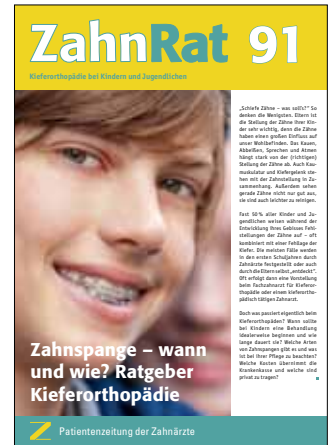 ZahnRat 91
Kieferorthopädie bei Kindern und Jugendlichen
„Schiefe Zähne – was soll's?" So
denken die Wenigsten. Eltern ist
die Stellung der Zähne ihrer Kin-
der sehr wichtig, denn die Zähne
haben einen großen Einfluss auf
unser Wohlbefinden. Das Kauen,
Abbeißen, Sprechen und Atmen
hängt stark von der (richtigen)
Stellung der Zähne ab. Auch Kau-
muskulatur und Kiefergelenk ste-
hen mit der Zahnstellung in Zu-
sammenhang. Außerdem sehen
gerade Zähne nicht nur gut aus,
sie sind auch leichter zu reinigen.
Fast 50 % aller Kinder und Ju-
gendlichen weisen während der
Entwicklung ihres Gebisses Fehl-
stellungen der Zähne auf – oft
kombiniert mit einer Fehllage der
Kiefer. Die meisten Fälle werden
in den ersten Schuljahren durch
Zahnärzte festgestellt oder auch
durch die Eltern selbst „entdeckt".
Oft erfolgt dann eine Vorstellung
beim Fachzahnarzt für Kieferor-
thopädie oder einem kieferortho-
pädisch tätigen Zahnarzt.
Doch was passiert eigentlich beim
Kieferorthopäden? Wann sollte
bei Kindern eine Behandlung
idealerweise beginnen und wie
lange dauert sie? Welche Arten
von Zahnspangen gibt es und was
ist bei ihrer Pflege zu beachten?
Welche Kosten übernimmt die
Krankenkasse und welche sind
privat zu tragen?
Zahnspange – wann
und wie? Ratgeber
Kieferorthopädie
Patientenzeitung der Zahnärzte